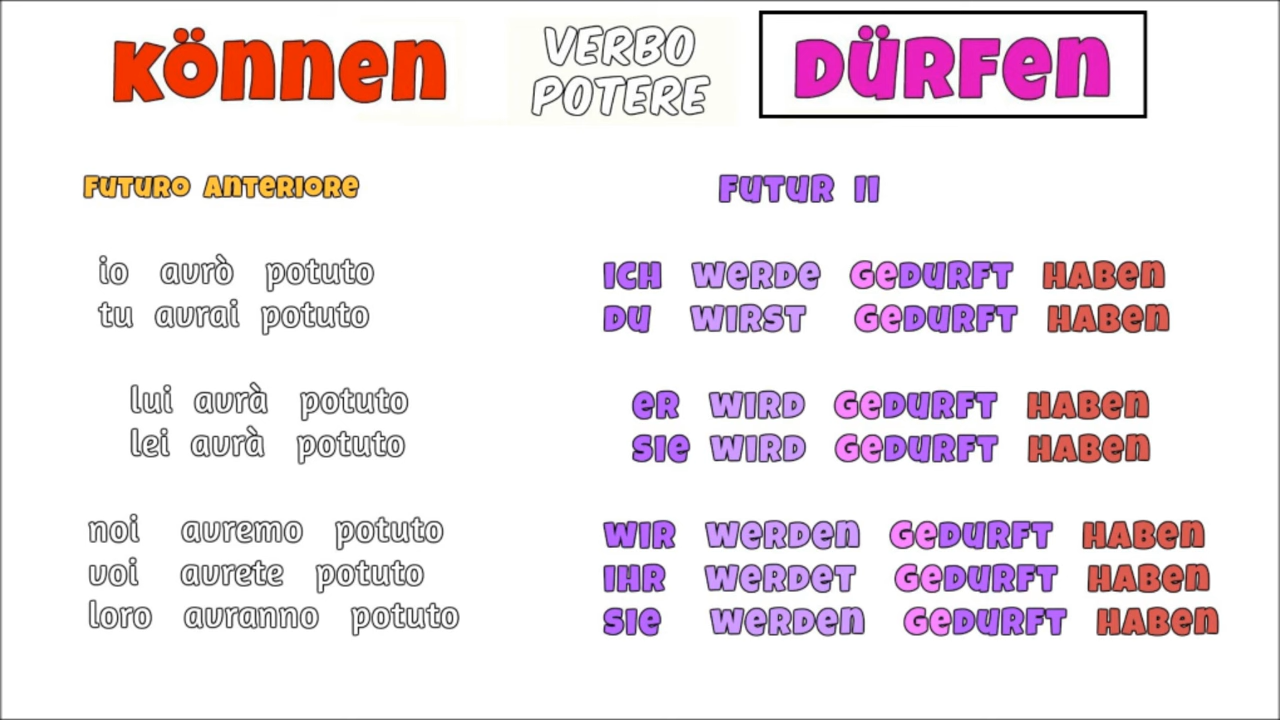 Können
VERBO
POTERE
DÜRFen
FUTURO ANTERIORE
io avrò potuto
tu avrai potuto
lui avrà potuto
lei avrà potuto
noi avremo potuto
voi avrete potuto
loro avranno potuto
FUTUR II
ICH WERDE GEDURFT HABEN
DU WIRST GEDURFT HABEN
ER WIRD GEDURFT HABEN
SIE WIRD GEDURFT HABEN
WIR WERDEN GEDURFT HABEN
IHR WERDET GEDURFT HABEN
SIE WERDEN GEDURFT HABEN